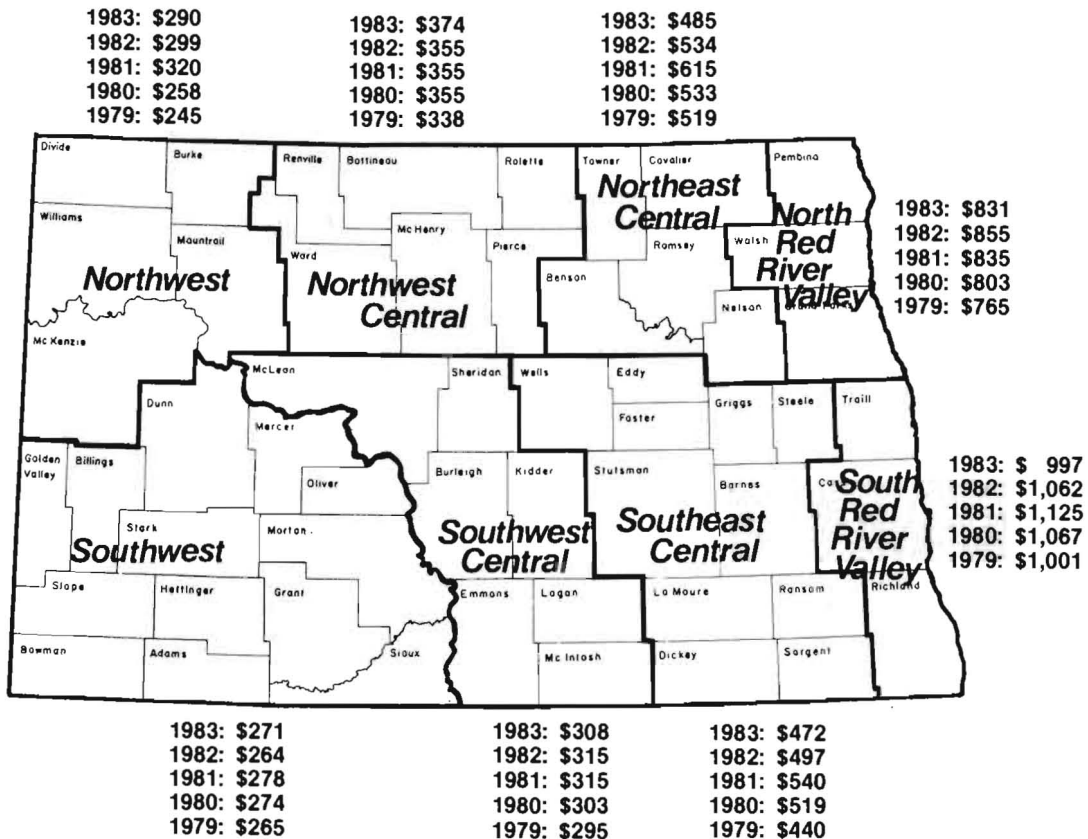 1983: $290
1982: $299
1981: $320
1980: $258
1979: $245
1983: $374
1982: $355
1981: $355
1980: $355
1979: $338
1983: $485
1982: $534
1981: $615
1980: $533
1979: $519
Divide
Burke
Renville
Bottineau
Rolette
Towner
Cavalier
Pembina
Northeast
Central
Williams
Mountrail
Ward
McHenry
Pierce
Benson
Ramsey
Walsh
Nelson
North
Red
River
Valley
1983: $831
1982: $855
1981: $835
1980: $803
1979: $765
Northwest
Northwest
Central
McKenzie
Dunn
McLean
Sheridan
Wells
Eddy
Foster
Griggs
Steele
Traill
Mercer
Oliver
Golden
Valley
Billings
Stark
Morton
Burleigh
Kidder
Stutsman
Barnes
South
Red
River
Valley
1983: $ 997
1982: $1,062
1981: $1,125
1980: $1,067
1979: $1,001
Southwest
Southwest
Central
Southeast
Central
Slope
Hettinger
Grant
Emmons
Logan
La Moure
Ransom
Richland
Bowman
Adams
Sioux
McIntosh
Dickey
Sargent
1983: $271
1982: $264
1981: $278
1980: $274
1979: $265
1983: $308
1982: $315
1981: $315
1980: $303
1979: $295
1983: $472
1982: $497
1981: $540
1980: $519
1979: $440